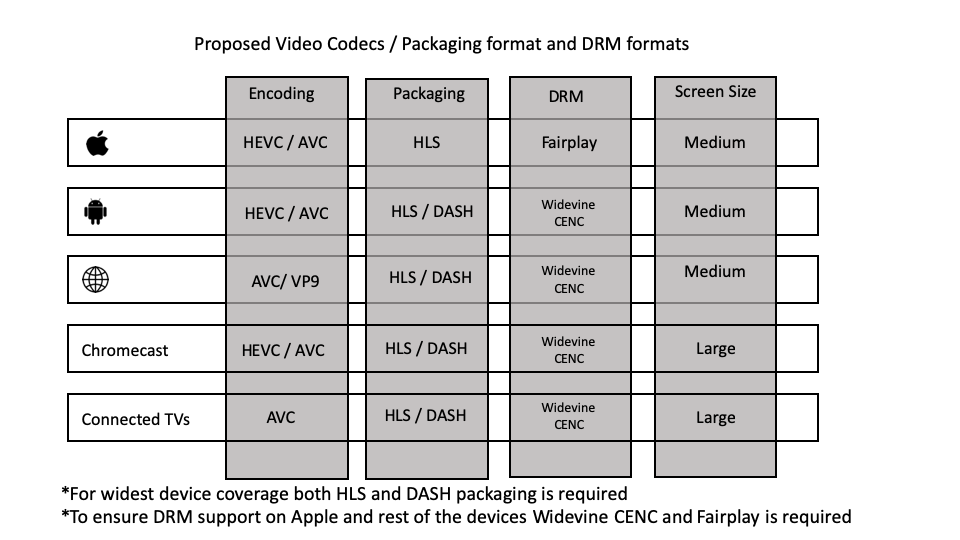 Proposed Video Codecs / Packaging format and DRM formats
Encoding Packaging DRM Screen Size
HEVC / AVC HLS Fairplay Medium
HEVC / AVC HLS / DASH Widevine CENC Medium
AVC/ VP9 HLS / DASH Widevine CENC Medium
Chromecast HEVC / AVC HLS / DASH Widevine CENC Large
Connected TVs AVC HLS / DASH Widevine CENC Large
*For widest device coverage both HLS and DASH packaging is required
*To ensure DRM support on Apple and rest of the devices Widevine CENC and Fairplay is required